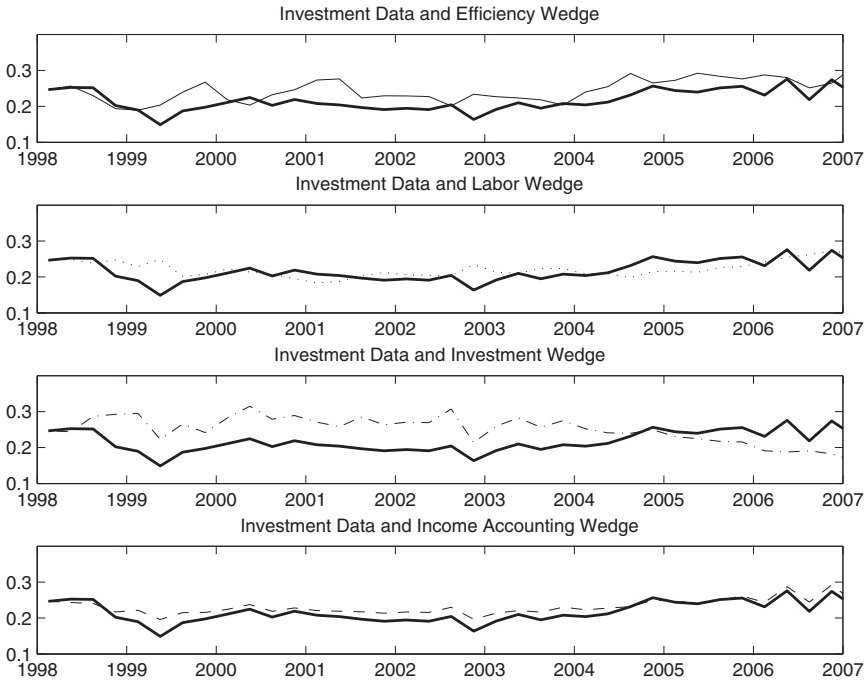 Investment Data and Efficiency Wedge
0.3
0.2
0.1
1998 1999 2000 2001 2002 2003 2004 2005 2006 2007
Investment Data and Labor Wedge
0.3
0.2
0.1
1998 1999 2000 2001 2002 2003 2004 2005 2006 2007
Investment Data and Investment Wedge
0.3
0.2
0.1
1998 1999 2000 2001 2002 2003 2004 2005 2006 2007
Investment Data and Income Accounting Wedge
0.3
0.2
0.1
1998 1999 2000 2001 2002 2003 2004 2005 2006 2007